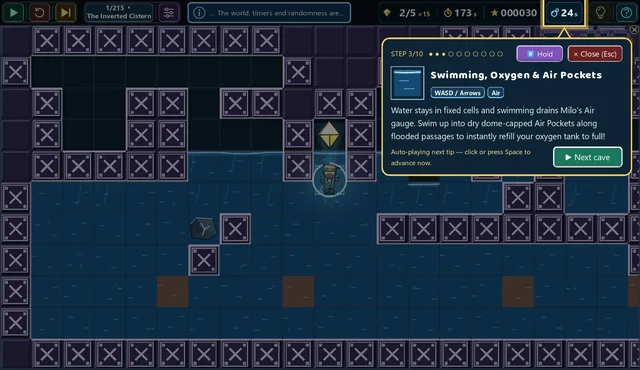 1/215 ▾
The Inverted Cistern
... The world, timers and randomness are...
2/5 ×15
173s
000030
24s
STEP 3/10
Hold
× Close (Esc)
Swimming, Oxygen & Air Pockets
WASD / Arrows
Air
Water stays in fixed cells and swimming drains Milo's Air
gauge. Swim up into dry dome-capped Air Pockets along
flooded passages to instantly refill your oxygen tank to full!
Auto-playing next tip — click or press Space to
advance now.
▶ Next cave